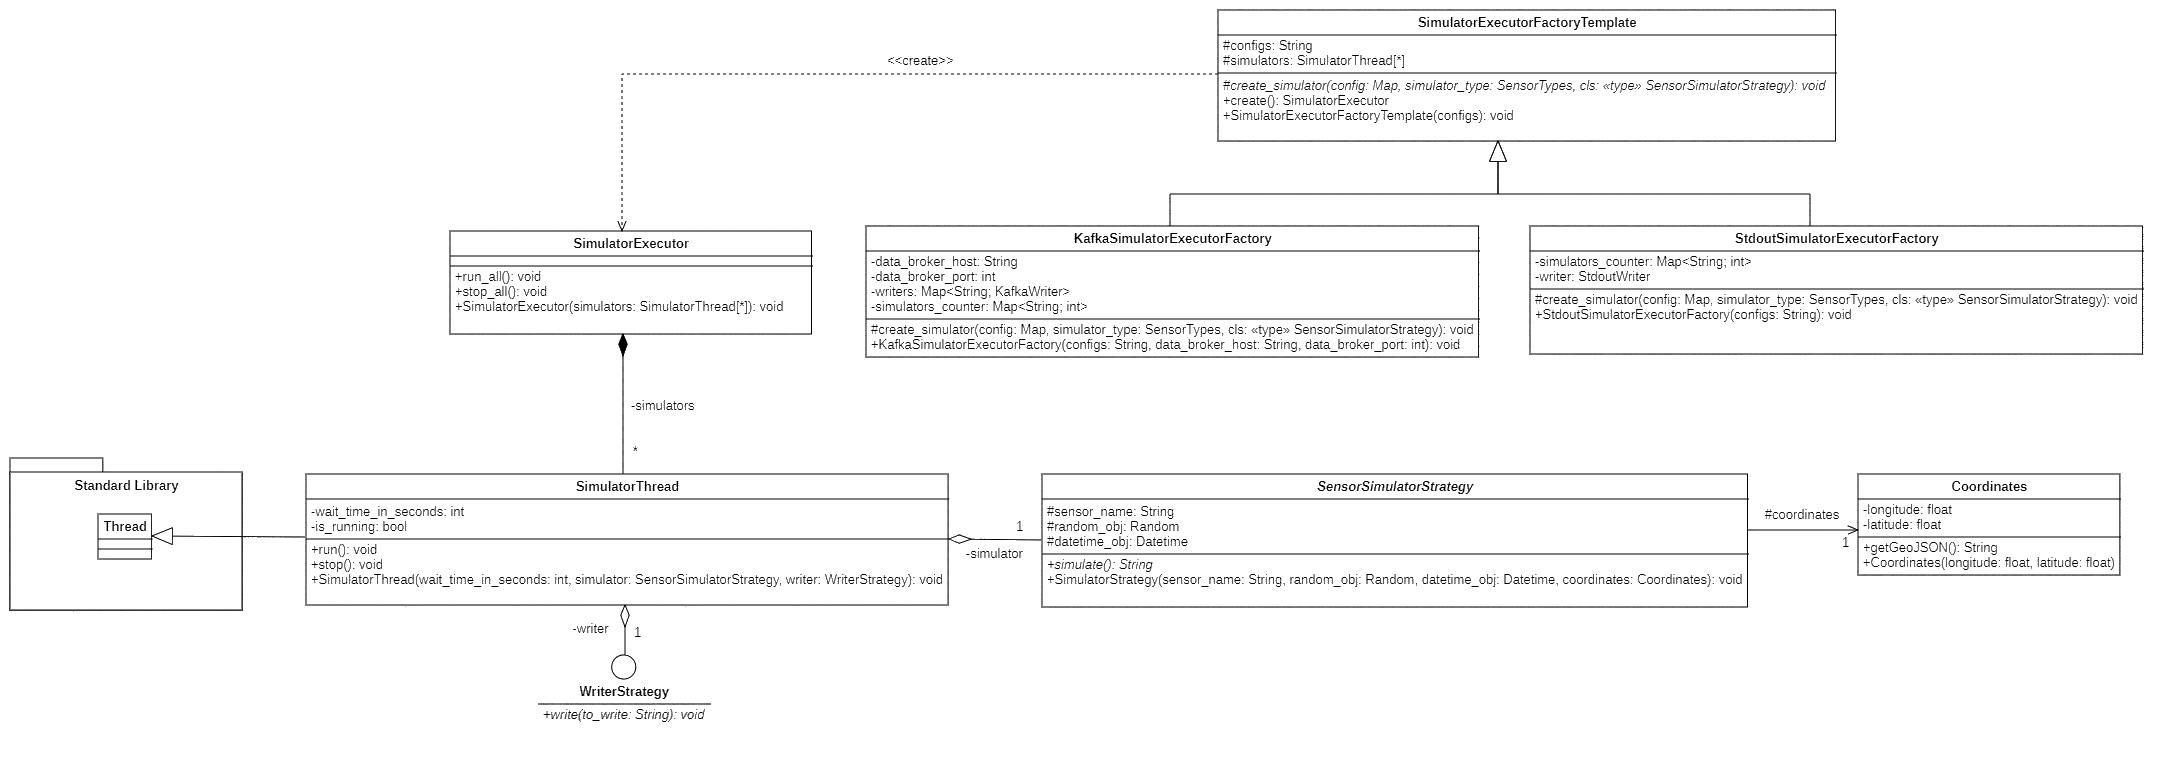 SimulatorExecutorFactoryTemplate
#configs: String
#simulators: SimulatorThread[*]
#create_simulator(config: Map, simulator_type: SensorTypes, cls: «type» SensorSimulatorStrategy): void
+create(): SimulatorExecutor
+SimulatorExecutorFactoryTemplate(configs): void
<<create>>
SimulatorExecutor
+run_all(): void
+stop_all(): void
+SimulatorExecutor(simulators: SimulatorThread[*]): void
KafkaSimulatorExecutorFactory
-data_broker_host: String
-data_broker_port: int
-writers: Map<String; KafkaWriter>
-simulators_counter: Map<String; int>
#create_simulator(config: Map, simulator_type: SensorTypes, cls: «type» SensorSimulatorStrategy): void
+KafkaSimulatorExecutorFactory(configs: String, data_broker_host: String, data_broker_port: int): void
StdoutSimulatorExecutorFactory
-simulators_counter: Map<String; int>
-writer: StdoutWriter
#create_simulator(config: Map, simulator_type: SensorTypes, cls: «type» SensorSimulatorStrategy): void
+StdoutSimulatorExecutorFactory(configs: String): void
-simulators
*
Standard Library
Thread
SimulatorThread
-wait_time_in_seconds: int
-is_running: bool
+run(): void
+stop(): void
+SimulatorThread(wait_time_in_seconds: int, simulator: SensorSimulatorStrategy, writer: WriterStrategy): void
1
-simulator
SensorSimulatorStrategy
#sensor_name: String
#random_obj: Random
#datetime_obj: Datetime
+simulate(): String
+SimulatorStrategy(sensor_name: String, random_obj: Random, datetime_obj: Datetime, coordinates: Coordinates): void
#coordinates
1
Coordinates
-longitude: float
-latitude: float
+getGeoJSON(): String
+Coordinates(longitude: float, latitude: float)
-writer
1
WriterStrategy
+write(to_write: String): void